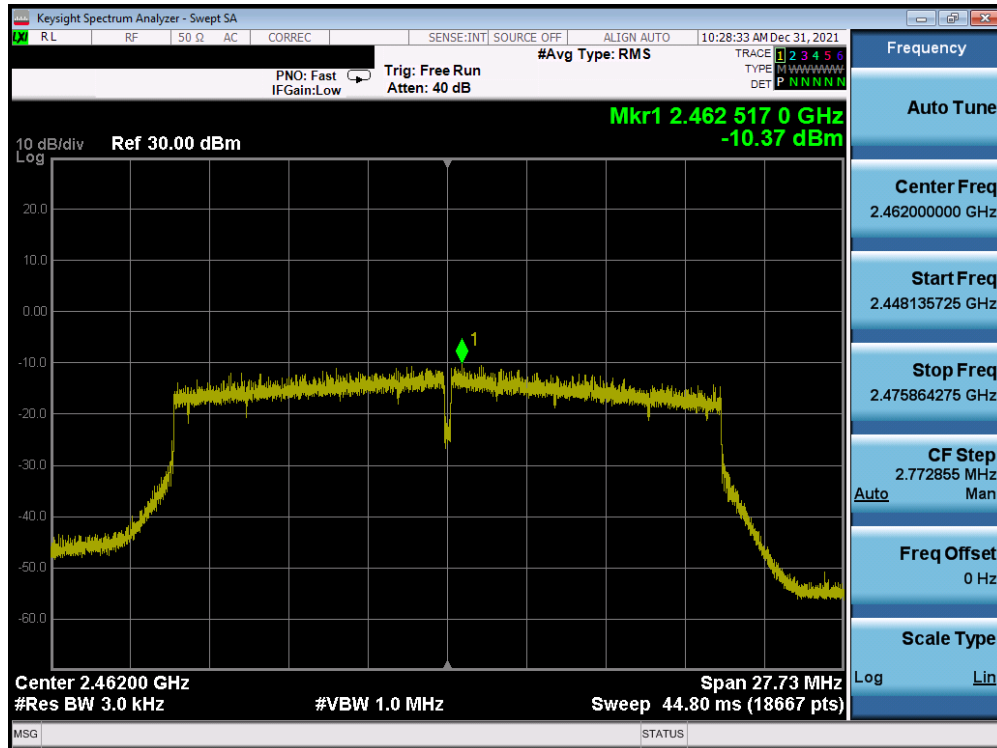 Keysight Spectrum Analyzer - Swept SA
LXI RL RF 50 Ω AC CORREC SENSE:INT SOURCE OFF ALIGN AUTO 10:28:33 AM Dec 31, 2021
#Avg Type: RMS
TRACE 1 2 3 4 5 6
TYPE M W W W W W
DET P N N N N N
PNO: Fast
IFGain:Low
Trig: Free Run
Atten: 40 dB
Mkr1 2.462 517 0 GHz
-10.37 dBm
10 dB/div Ref 30.00 dBm
Log
20.0
10.0
0.00
-10.0
-20.0
-30.0
-40.0
-50.0
-60.0
1
Center 2.46200 GHz Span 27.73 MHz
#Res BW 3.0 kHz #VBW 1.0 MHz Sweep 44.80 ms (18667 pts)
MSG STATUS
Frequency
Auto Tune
Center Freq
2.462000000 GHz
Start Freq
2.448135725 GHz
Stop Freq
2.475864275 GHz
CF Step
2.772855 MHz
Auto Man
Freq Offset
0 Hz
Scale Type
Log Lin